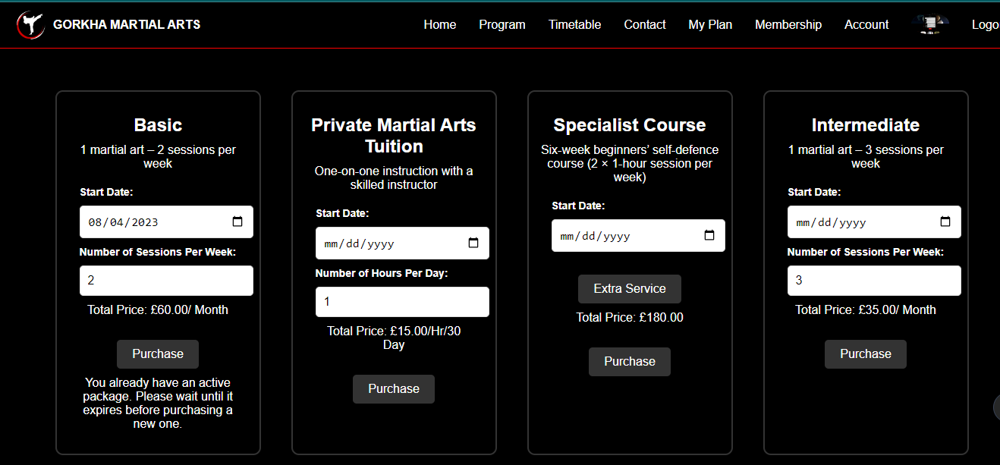 GORKHA MARTIAL ARTS
Home Program Timetable Contact My Plan Membership Account Logo
Basic
1 martial art – 2 sessions per
week
Start Date:
08/04/2023
Number of Sessions Per Week:
2
Total Price: £60.00/ Month
Purchase
You already have an active
package. Please wait until it
expires before purchasing a
new one.
Private Martial Arts
Tuition
One-on-one instruction with a
skilled instructor
Start Date:
mm/dd/yyyy
Number of Hours Per Day:
1
Total Price: £15.00/Hr/30
Day
Purchase
Specialist Course
Six-week beginners’ self-defence
course (2 × 1-hour session per
week)
Start Date:
mm/dd/yyyy
Extra Service
Total Price: £180.00
Purchase
Intermediate
1 martial art – 3 sessions per
week
Start Date:
mm/dd/yyyy
Number of Sessions Per Week:
3
Total Price: £35.00/ Month
Purchase